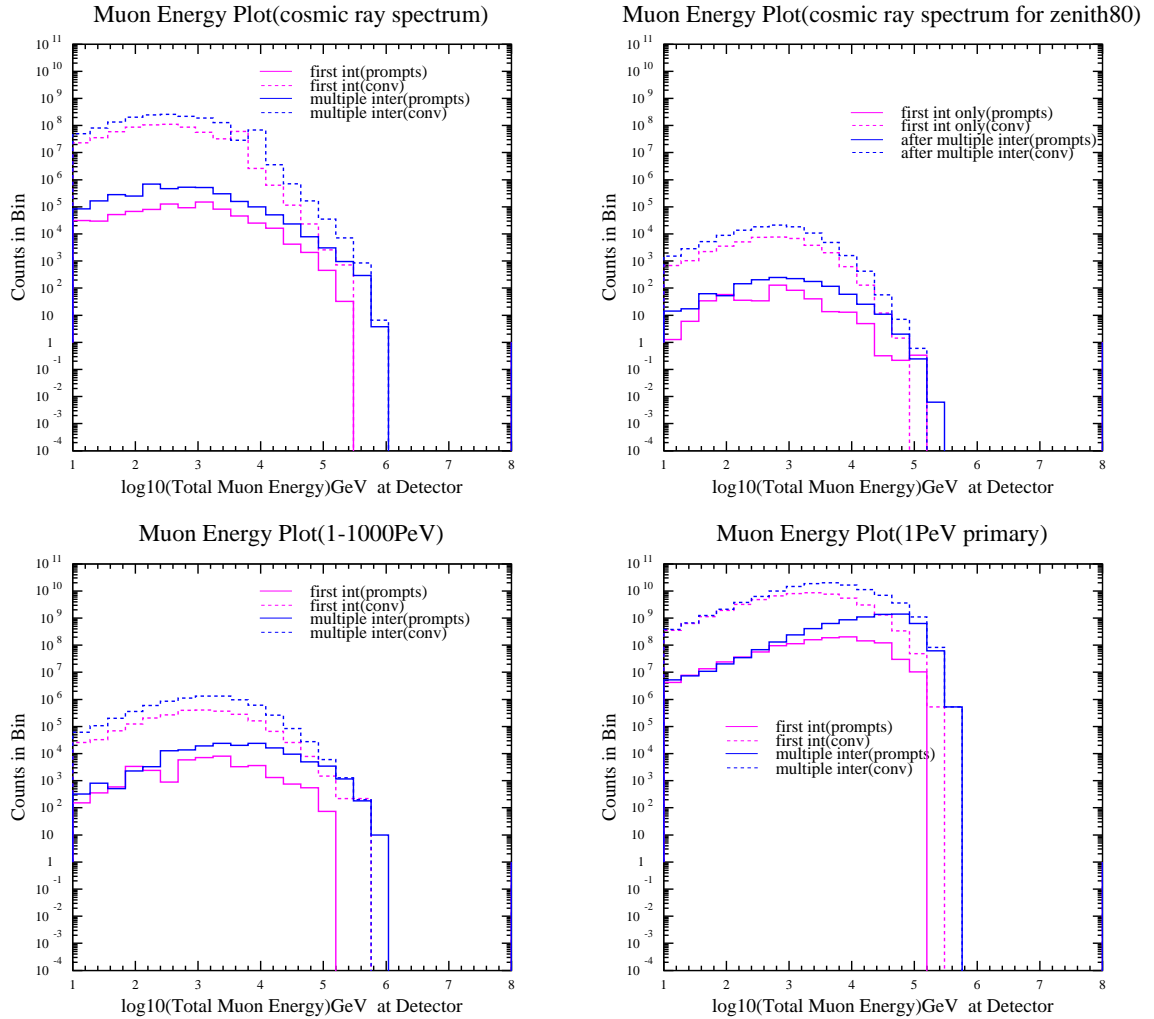 Muon Energy Plot(cosmic ray spectrum)
Counts in Bin
10^11
10^10
10^9
10^8
10^7
10^6
10^5
10^4
10^3
10^2
10
1
10^-1
10^-2
10^-3
10^-4
first int(prompts)
first int(conv)
multiple inter(prompts)
multiple inter(conv)
1 2 3 4 5 6 7 8
log10(Total Muon Energy)GeV at Detector
Muon Energy Plot(cosmic ray spectrum for zenith80)
Counts in Bin
10^11
10^10
10^9
10^8
10^7
10^6
10^5
10^4
10^3
10^2
10
1
10^-1
10^-2
10^-3
10^-4
first int only(prompts)
first int only(conv)
after multiple inter(prompts)
after multiple inter(conv)
1 2 3 4 5 6 7 8
log10(Total Muon Energy)GeV at Detector
Muon Energy Plot(1-1000PeV)
Counts in Bin
10^11
10^10
10^9
10^8
10^7
10^6
10^5
10^4
10^3
10^2
10
1
10^-1
10^-2
10^-3
10^-4
first int(prompts)
first int(conv)
multiple inter(prompts)
multiple inter(conv)
1 2 3 4 5 6 7 8
log10(Total Muon Energy)GeV at Detector
Muon Energy Plot(1PeV primary)
Counts in Bin
10^11
10^10
10^9
10^8
10^7
10^6
10^5
10^4
10^3
10^2
10
1
10^-1
10^-2
10^-3
10^-4
first int(prompts)
first int(conv)
multiple inter(prompts)
multiple inter(conv)
1 2 3 4 5 6 7 8
log10(Total Muon Energy)GeV at Detector